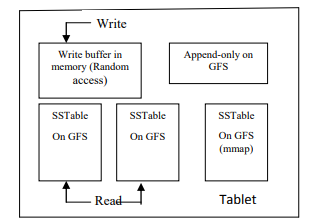 Write
Write buffer in
memory (Random
access)
Append-only on
GFS
SSTable
On GFS
SSTable
On GFS
SSTable
On GFS
(mmap)
Read
Tablet